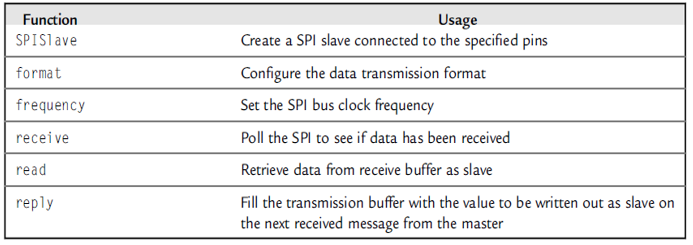 Function Usage
SPISlave Create a SPI slave connected to the specified pins
format Configure the data transmission format
frequency Set the SPI bus clock frequency
receive Poll the SPI to see if data has been received
read Retrieve data from receive buffer as slave
reply Fill the transmission buffer with the value to be written out as slave on
the next received message from the master